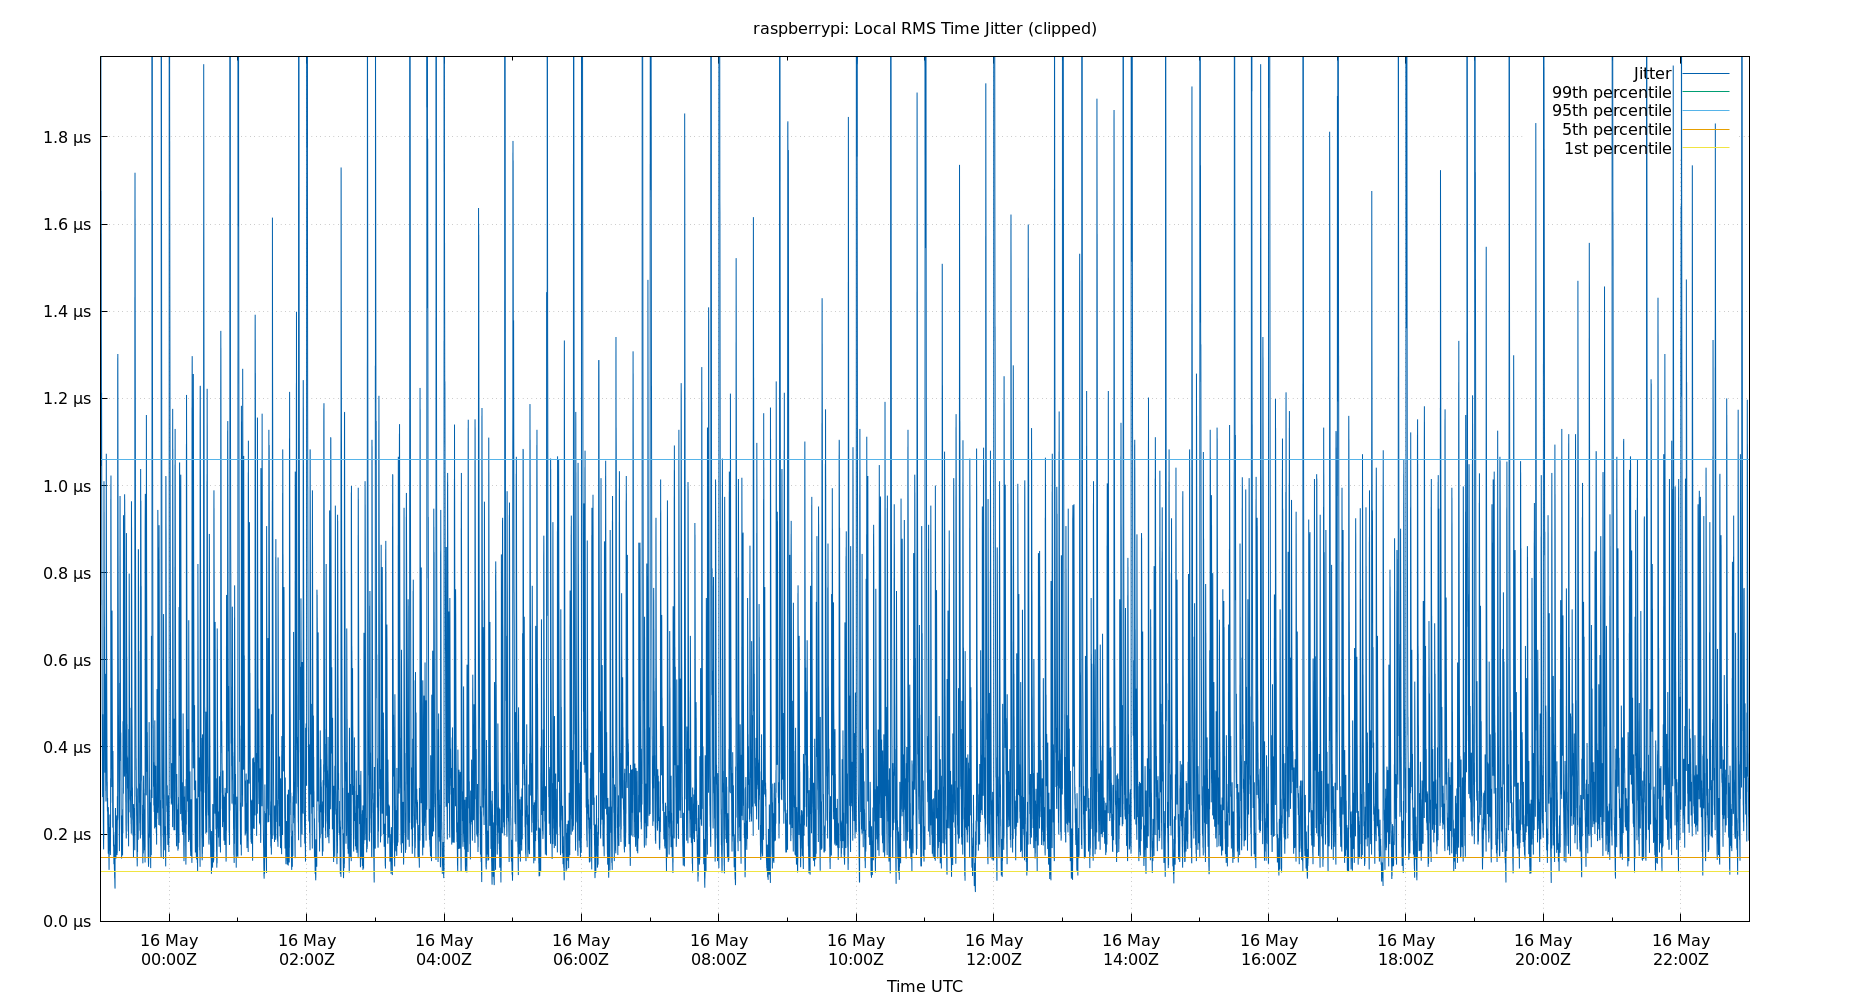 raspberrypi: Local RMS Time Jitter (clipped)
Jitter
99th percentile
95th percentile
5th percentile
1st percentile
1.8 µs
1.6 µs
1.4 µs
1.2 µs
1.0 µs
0.8 µs
0.6 µs
0.4 µs
0.2 µs
0.0 µs
16 May 16 May 16 May 16 May 16 May 16 May 16 May 16 May 16 May 16 May 16 May 16 May
00:00Z 02:00Z 04:00Z 06:00Z 08:00Z 10:00Z 12:00Z 14:00Z 16:00Z 18:00Z 20:00Z 22:00Z
Time UTC